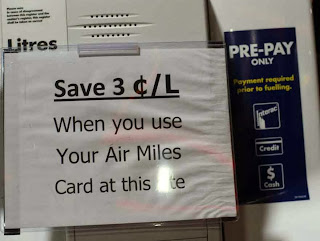 Litres
Save 3 ¢/L
When you use
Your Air Miles
Card at this
PRE-PAY
ONLY
Payment required
prior to fuelling.
Interac
Credit
$
Cash